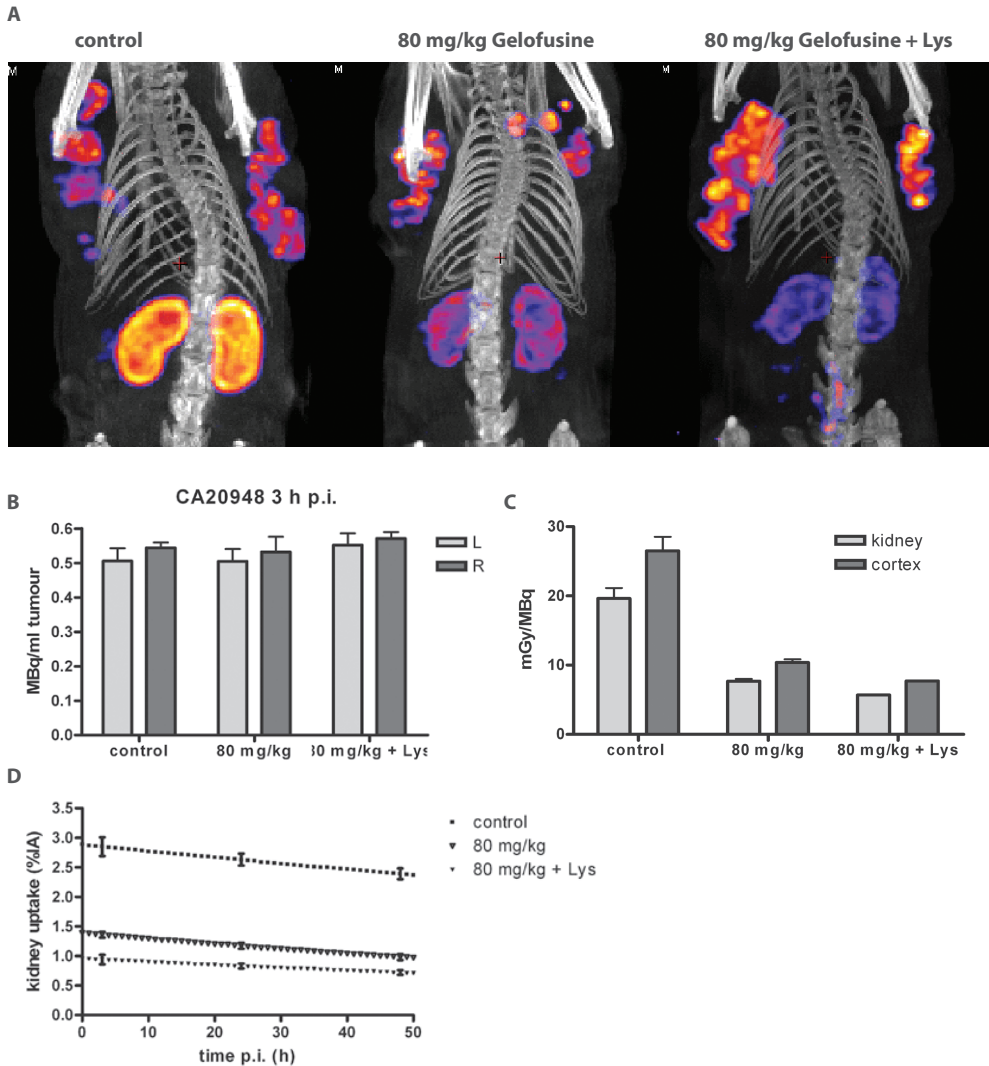 A
control 80 mg/kg Gelofusine 80 mg/kg Gelofusine + Lys
M M M
B
CA20948 3 h p.i.
MBq/ml tumour
0.6
0.5
0.4
0.3
0.2
0.1
0.0
control 80 mg/kg 30 mg/kg + Lys
L
R
C
mGy/MBq
30
20
10
0
control 80 mg/kg 80 mg/kg + Lys
kidney
cortex
D
kidney uptake (%IA)
3.5
3.0
2.5
2.0
1.5
1.0
0.5
0.0
0 10 20 30 40 50
time p.i. (h)
control
80 mg/kg
80 mg/kg + Lys